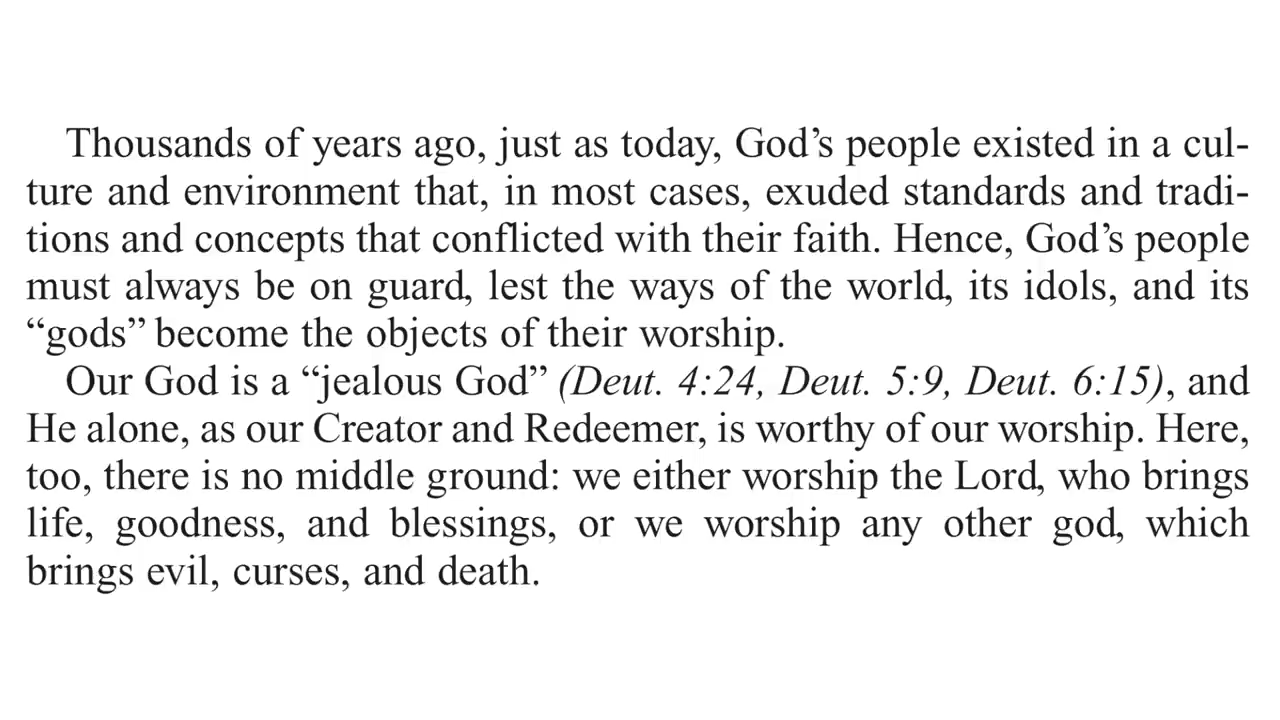 Thousands of years ago, just as today, God’s people existed in a cul-
ture and environment that, in most cases, exuded standards and tradi-
tions and concepts that conflicted with their faith. Hence, God’s people
must always be on guard, lest the ways of the world, its idols, and its
“gods” become the objects of their worship.
Our God is a “jealous God” (Deut. 4:24, Deut. 5:9, Deut. 6:15), and
He alone, as our Creator and Redeemer, is worthy of our worship. Here,
too, there is no middle ground: we either worship the Lord, who brings
life, goodness, and blessings, or we worship any other god, which
brings evil, curses, and death.